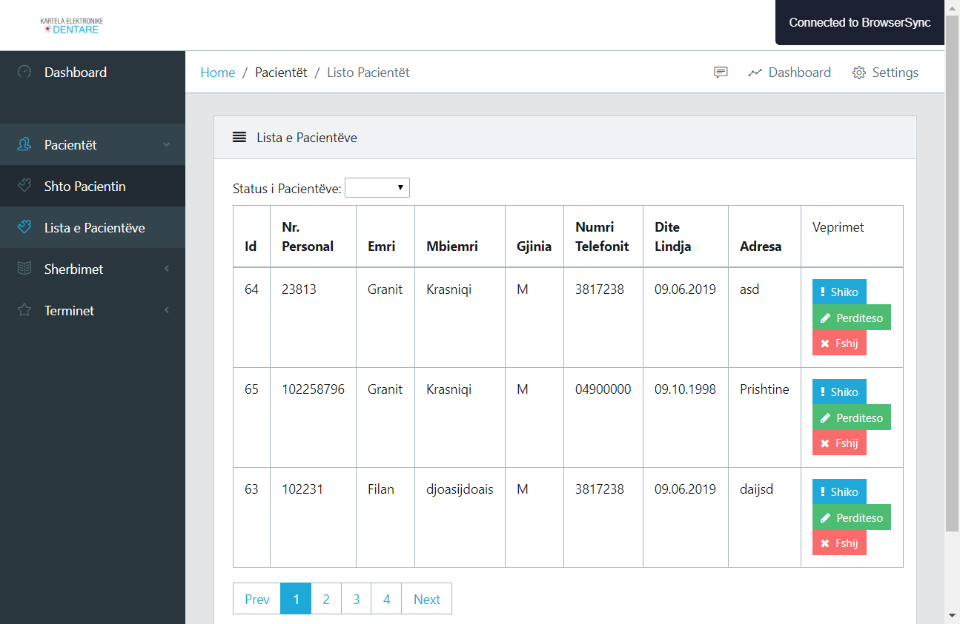 KARTELA ELEKTRONIKE
DENTARE
Connected to BrowserSync
Dashboard
Home / Pacientët / Listo Pacientët
Dashboard
Settings
Pacientët
Shto Pacientin
Lista e Pacientëve
Sherbimet
Terminet
Lista e Pacientëve
Status i Pacientëve:
Id Nr. Personal Emri Mbiemri Gjinia Numri Telefonit Dite Lindja Adresa Veprimet
64 23813 Granit Krasniqi M 3817238 09.06.2019 asd
Shiko
Perditeso
Fshij
65 102258796 Granit Krasniqi M 04900000 09.10.1998 Prishtine
Shiko
Perditeso
Fshij
63 102231 Filan djoasijdoais M 3817238 09.06.2019 daijsd
Shiko
Perditeso
Fshij
Prev 1 2 3 4 Next